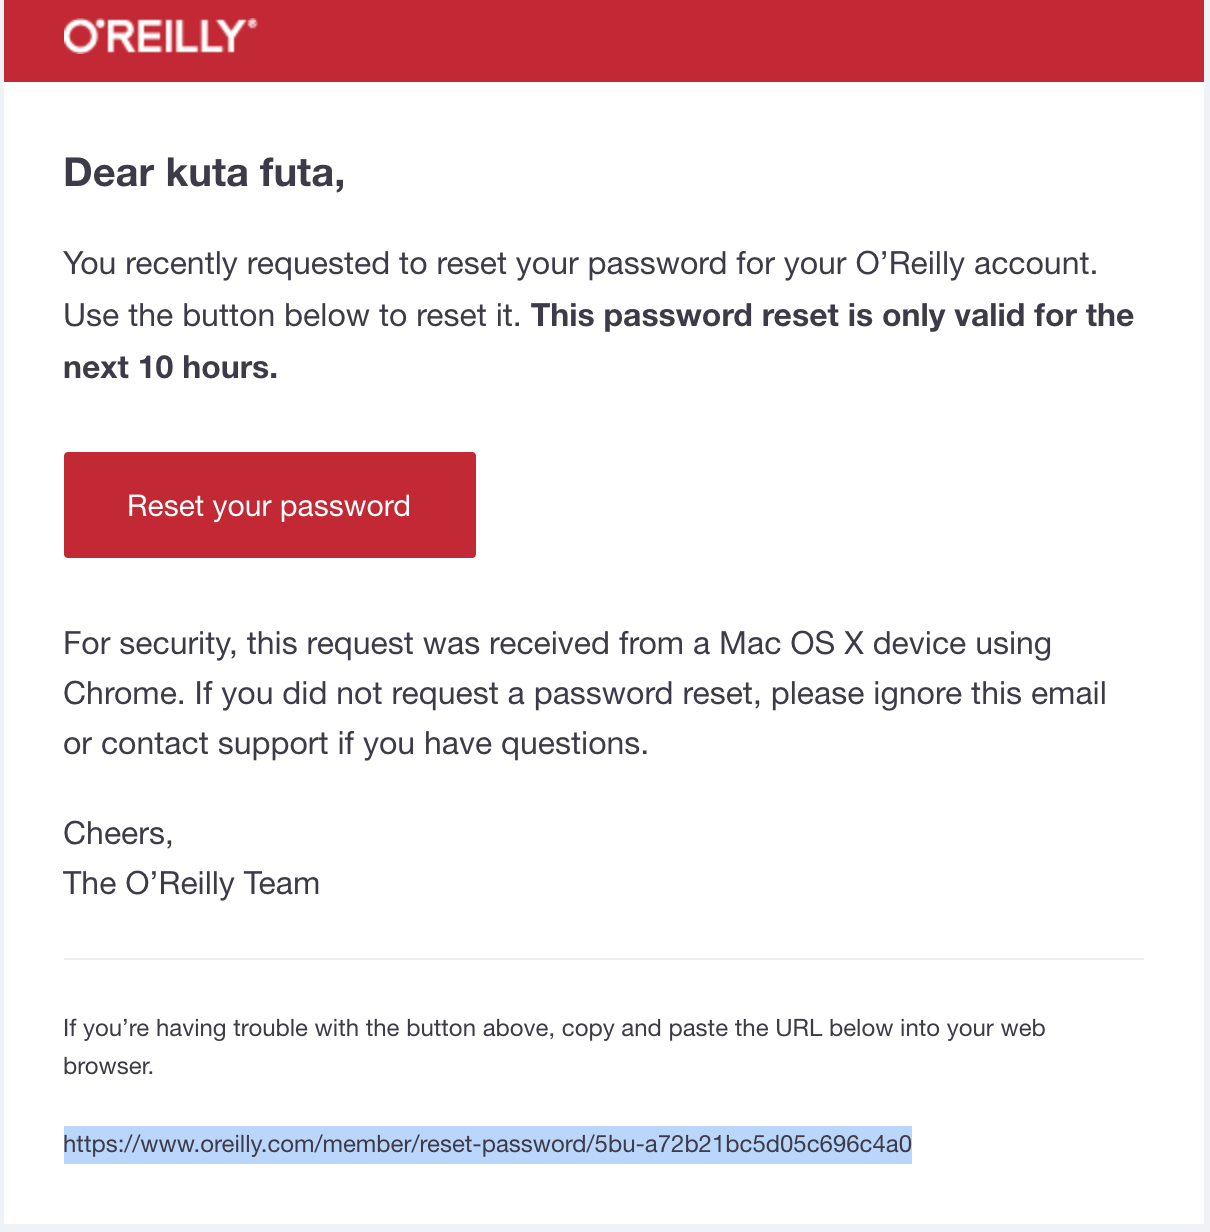 O'REILLY®
Dear kuta futa,
You recently requested to reset your password for your O’Reilly account.
Use the button below to reset it. This password reset is only valid for the
next 10 hours.
Reset your password
For security, this request was received from a Mac OS X device using
Chrome. If you did not request a password reset, please ignore this email
or contact support if you have questions.
Cheers,
The O’Reilly Team
If you’re having trouble with the button above, copy and paste the URL below into your web
browser.
https://www.oreilly.com/member/reset-password/5bu-a72b21bc5d05c696c4a0